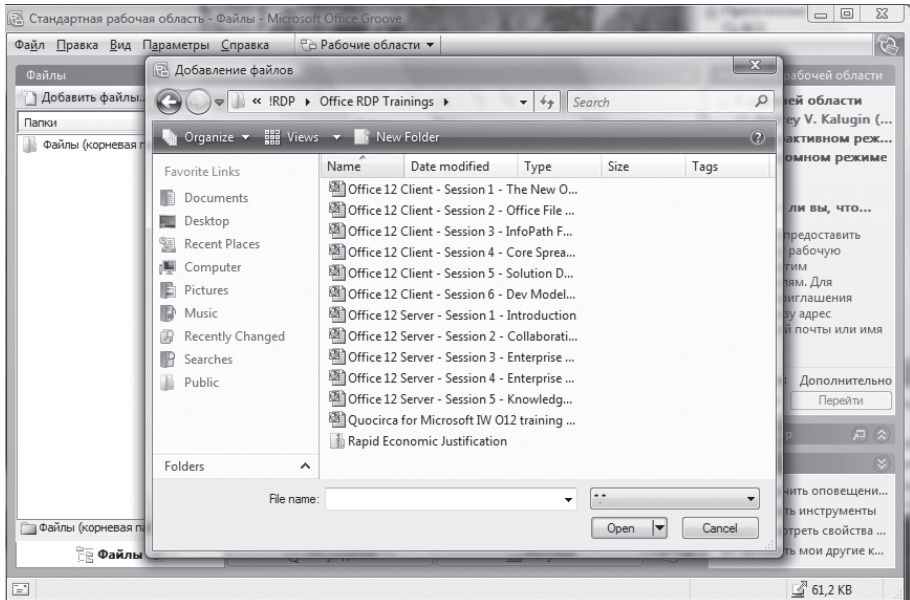 Стандартная рабочая область - Файлы - Microsoft Office Groove
Файл Правка Вид Параметры Справка Рабочие области
Файлы
рабочей области
Добавить файлы...
Папки
Файлы (корневая п
Добавление файлов
« !RDP Office RDP Trainings
Search
Organize Views New Folder
Favorite Links
Documents
Desktop
Recent Places
Computer
Pictures
Music
Recently Changed
Searches
Public
Folders
Name Date modified Type Size Tags
Office 12 Client - Session 1 - The New O...
Office 12 Client - Session 2 - Office File ...
Office 12 Client - Session 3 - InfoPath F...
Office 12 Client - Session 4 - Core Sprea...
Office 12 Client - Session 5 - Solution D...
Office 12 Client - Session 6 - Dev Model...
Office 12 Server - Session 1 - Introduction
Office 12 Server - Session 2 - Collaborati...
Office 12 Server - Session 3 - Enterprise ...
Office 12 Server - Session 4 - Enterprise ...
Office 12 Server - Session 5 - Knowledg...
Quocirca for Microsoft IW O12 training ...
Rapid Economic Justification
File name:
*.*
Open Cancel
ей области
ey V. Kalugin (...
активном реж...
омном режиме
ли вы, что...
предоставить
рабочую
гим
лям. Для
риглашения
зу адрес
й почты или имя
Дополнительно
Перейти
чить оповещени...
ть инструменты
отреть свойства ...
ть мои другие к...
Файлы (корневая па
Файлы
61,2 KB